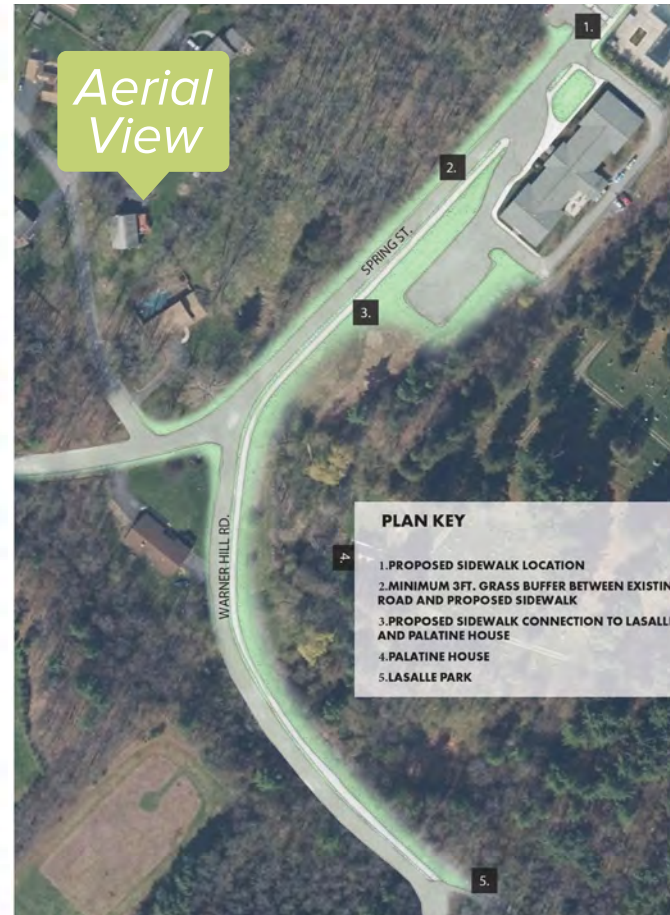 Aerial
View
1.
2.
SPRING ST.
3.
WARNER HILL RD.
4.
PLAN KEY
1.PROPOSED SIDEWALK LOCATION
2.MINIMUM 3FT. GRASS BUFFER BETWEEN EXISTIN
ROAD AND PROPOSED SIDEWALK
3.PROPOSED SIDEWALK CONNECTION TO LASALLE
AND PALATINE HOUSE
4.PALATINE HOUSE
5.LASALLE PARK
5.